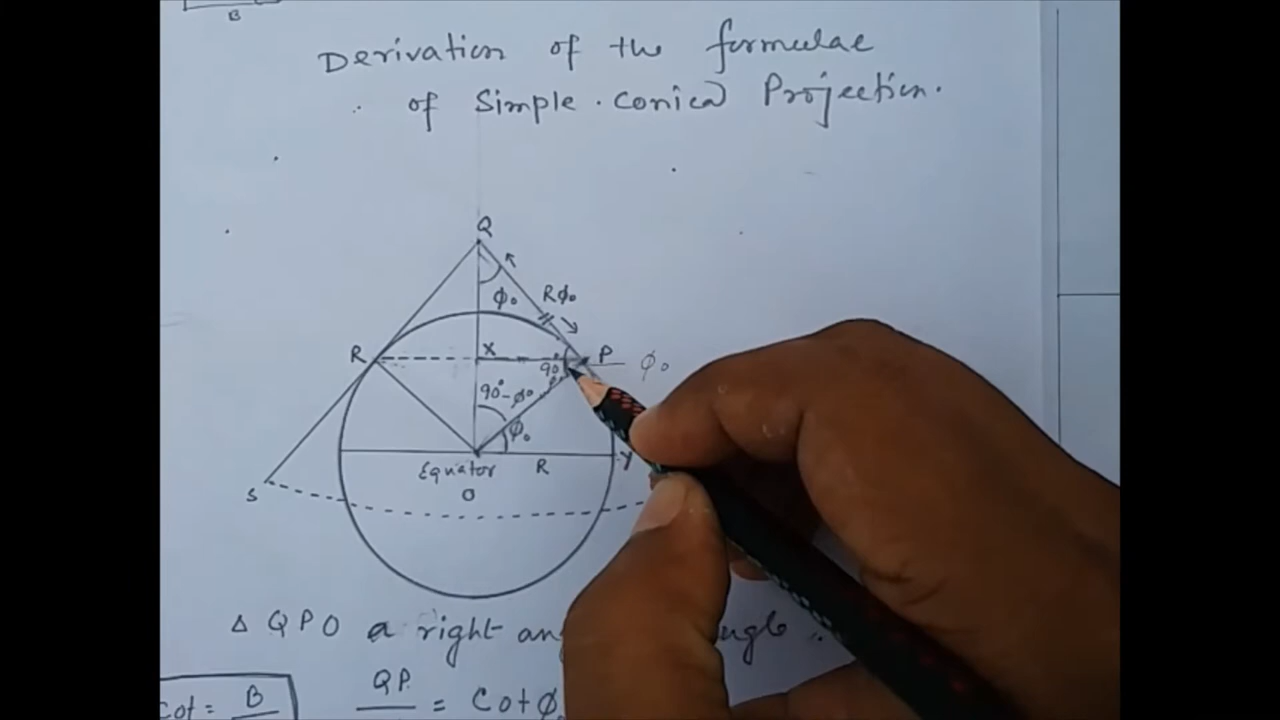 B
Derivation of the formulae
of Simple conical Projection.
Q
ϕ₀
Rϕ₀
R
X
P
ϕ₀
90°
90°-ϕ₀
ϕ₀
Equator
R
Y
S
O
Δ QPO a right
cot = B
QP = Cot ϕ